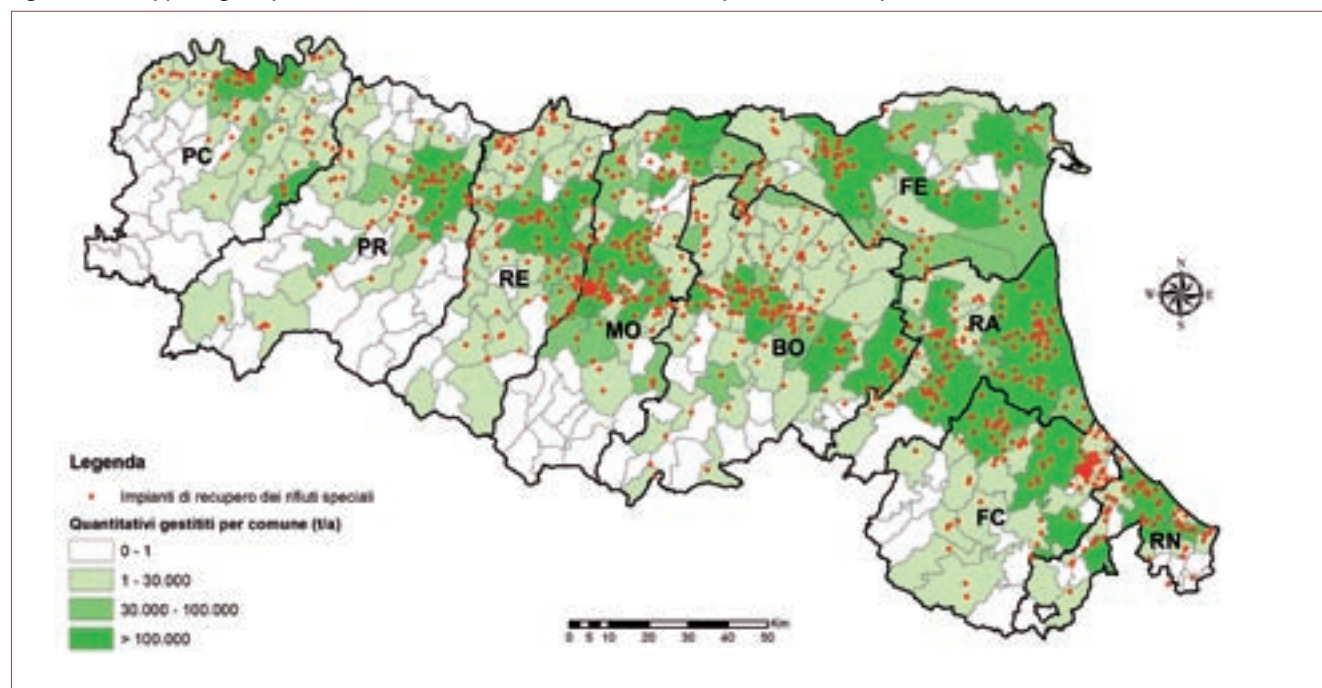 PC
PR
RE
MO
BO
FE
RA
FC
RN
N
W E
S
Legenda
Impianti di recupero dei rifiuti speciali
Quantitativi gestititi per comune (t/a)
0 - 1
1 - 30.000
30.000 - 100.000
> 100.000
Km
0 5 10 20 30 40 50